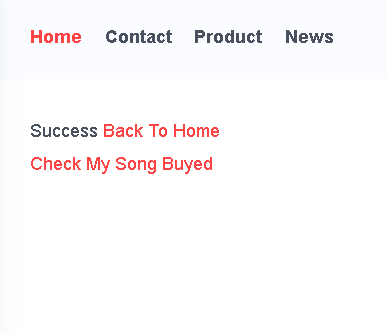 Home Contact Product News
Success Back To Home
Check My Song Buyed